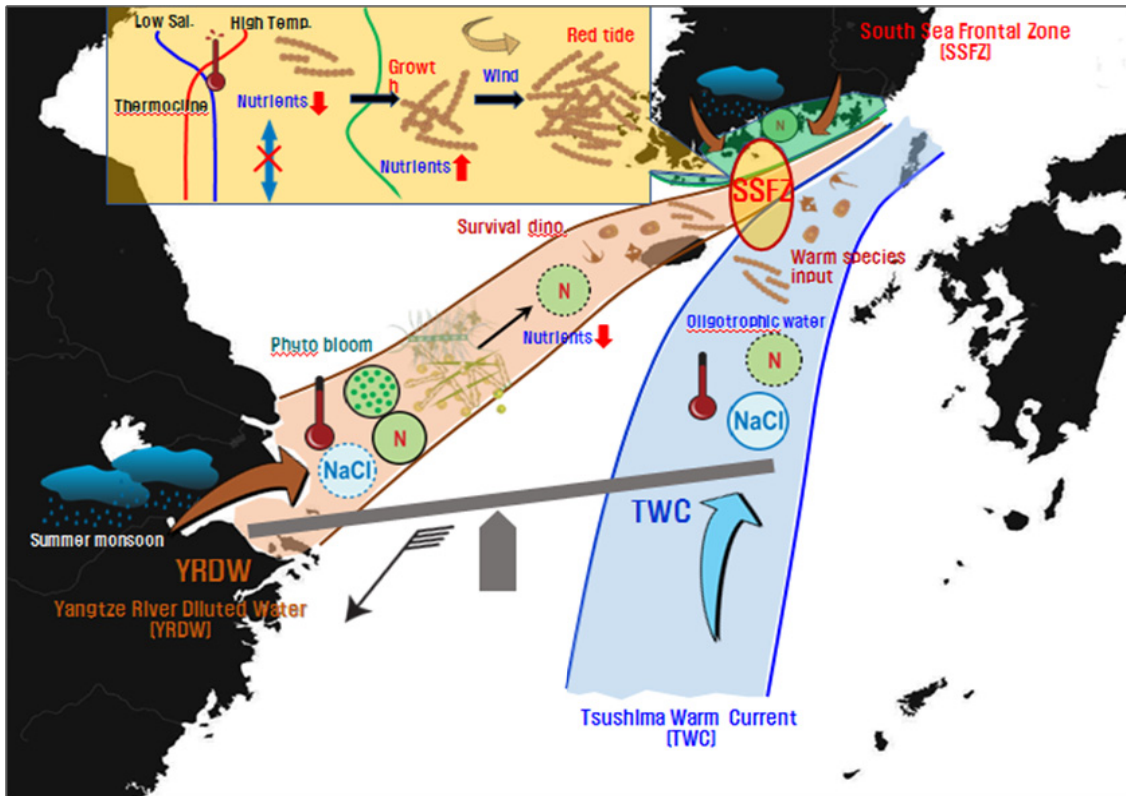 Low Sal.
High Temp.
Thermocline
Nutrients
Growt
h
Nutrients
Wind
Red tide
South Sea Frontal Zone
(SSFZ)
N
SSFZ
Survival dino.
Warm species
input
N
Nutrients
Oligotrophic water
N
NaCl
Phyto bloom
N
NaCl
Summer monsoon
YRDW
Yangtze River Diluted Water
(YRDW)
TWC
Tsushima Warm Current
(TWC)